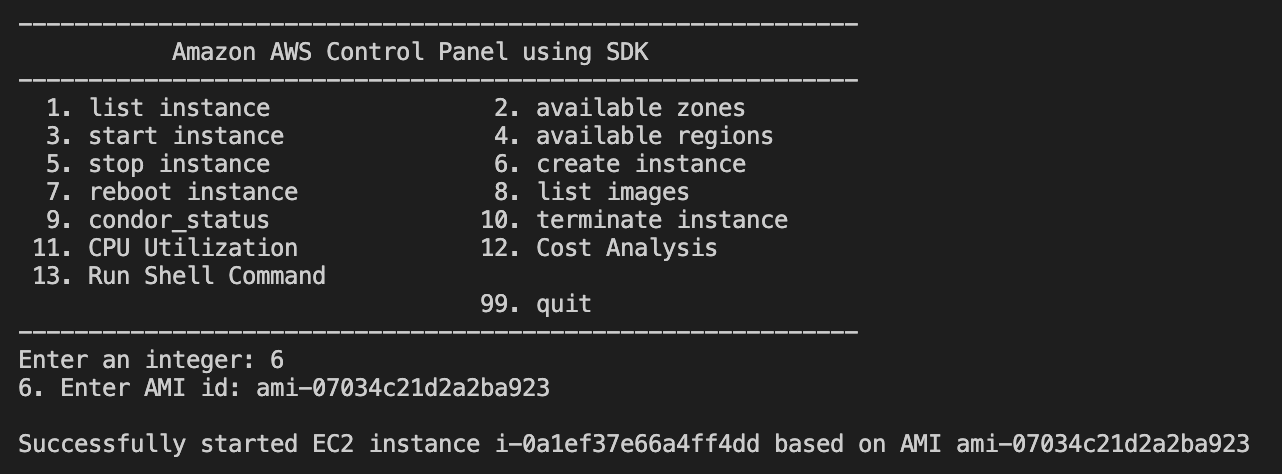 ------------------------------------------------------------
Amazon AWS Control Panel using SDK
------------------------------------------------------------
1. list instance 2. available zones
3. start instance 4. available regions
5. stop instance 6. create instance
7. reboot instance 8. list images
9. condor_status 10. terminate instance
11. CPU Utilization 12. Cost Analysis
13. Run Shell Command
99. quit
------------------------------------------------------------
Enter an integer: 6
6. Enter AMI id: ami-07034c21d2a2ba923
Successfully started EC2 instance i-0a1ef37e66a4ff4dd based on AMI ami-07034c21d2a2ba923